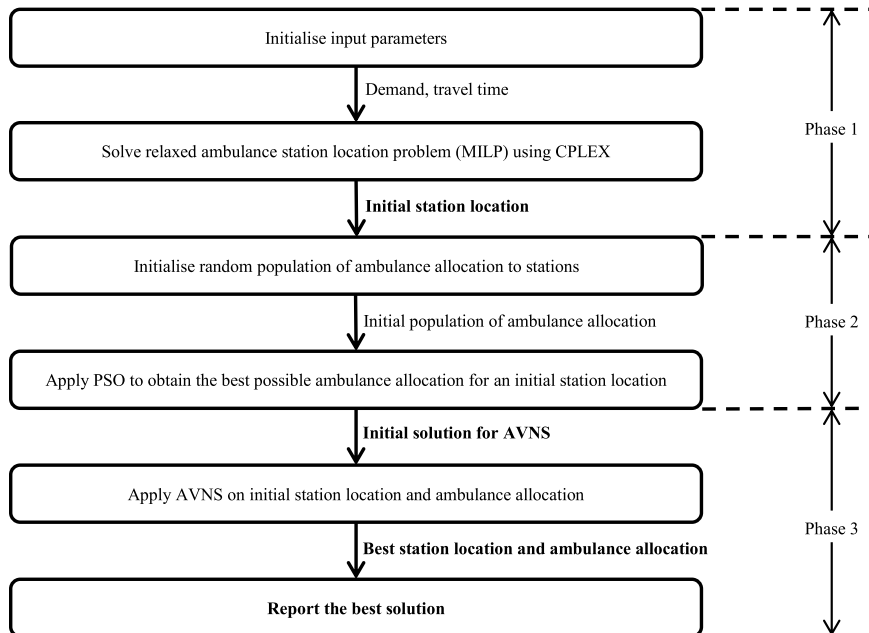 Initialise input parameters
Demand, travel time
Phase 1
Solve relaxed ambulance station location problem (MILP) using CPLEX
Initial station location
Initialise random population of ambulance allocation to stations
Initial population of ambulance allocation
Phase 2
Apply PSO to obtain the best possible ambulance allocation for an initial station location
Initial solution for AVNS
Apply AVNS on initial station location and ambulance allocation
Phase 3
Best station location and ambulance allocation
Report the best solution